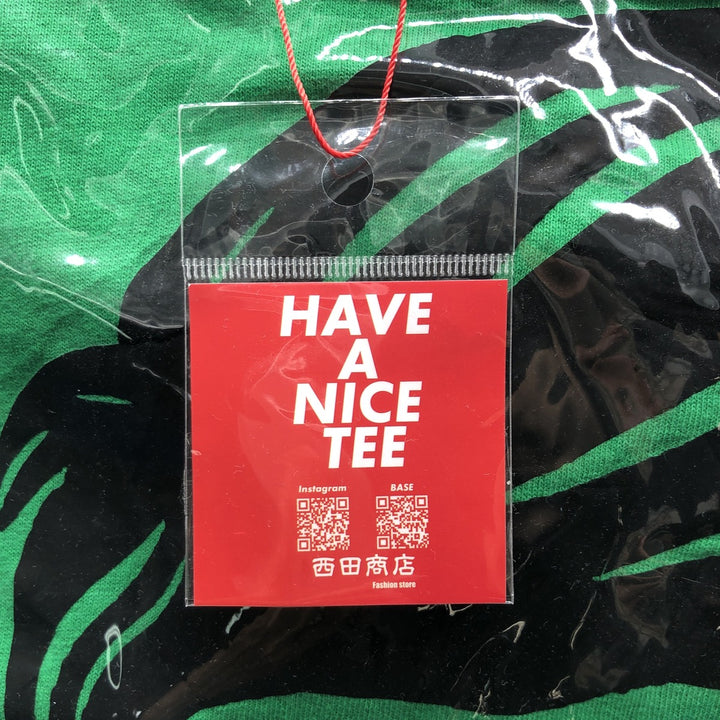 HAVE
A
NICE
TEE
Instagram BASE
西田商店
Fashion store